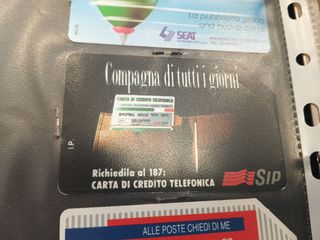 La pubblicità gioca
una nuova carta.
SEAT
Compagna di tutti i giorni
CARTA DI CREDITO TELEFONICA
I.P.
Richiedila al 187:
CARTA DI CREDITO TELEFONICA
SIP
ALLE POSTE CHIEDI DI ME